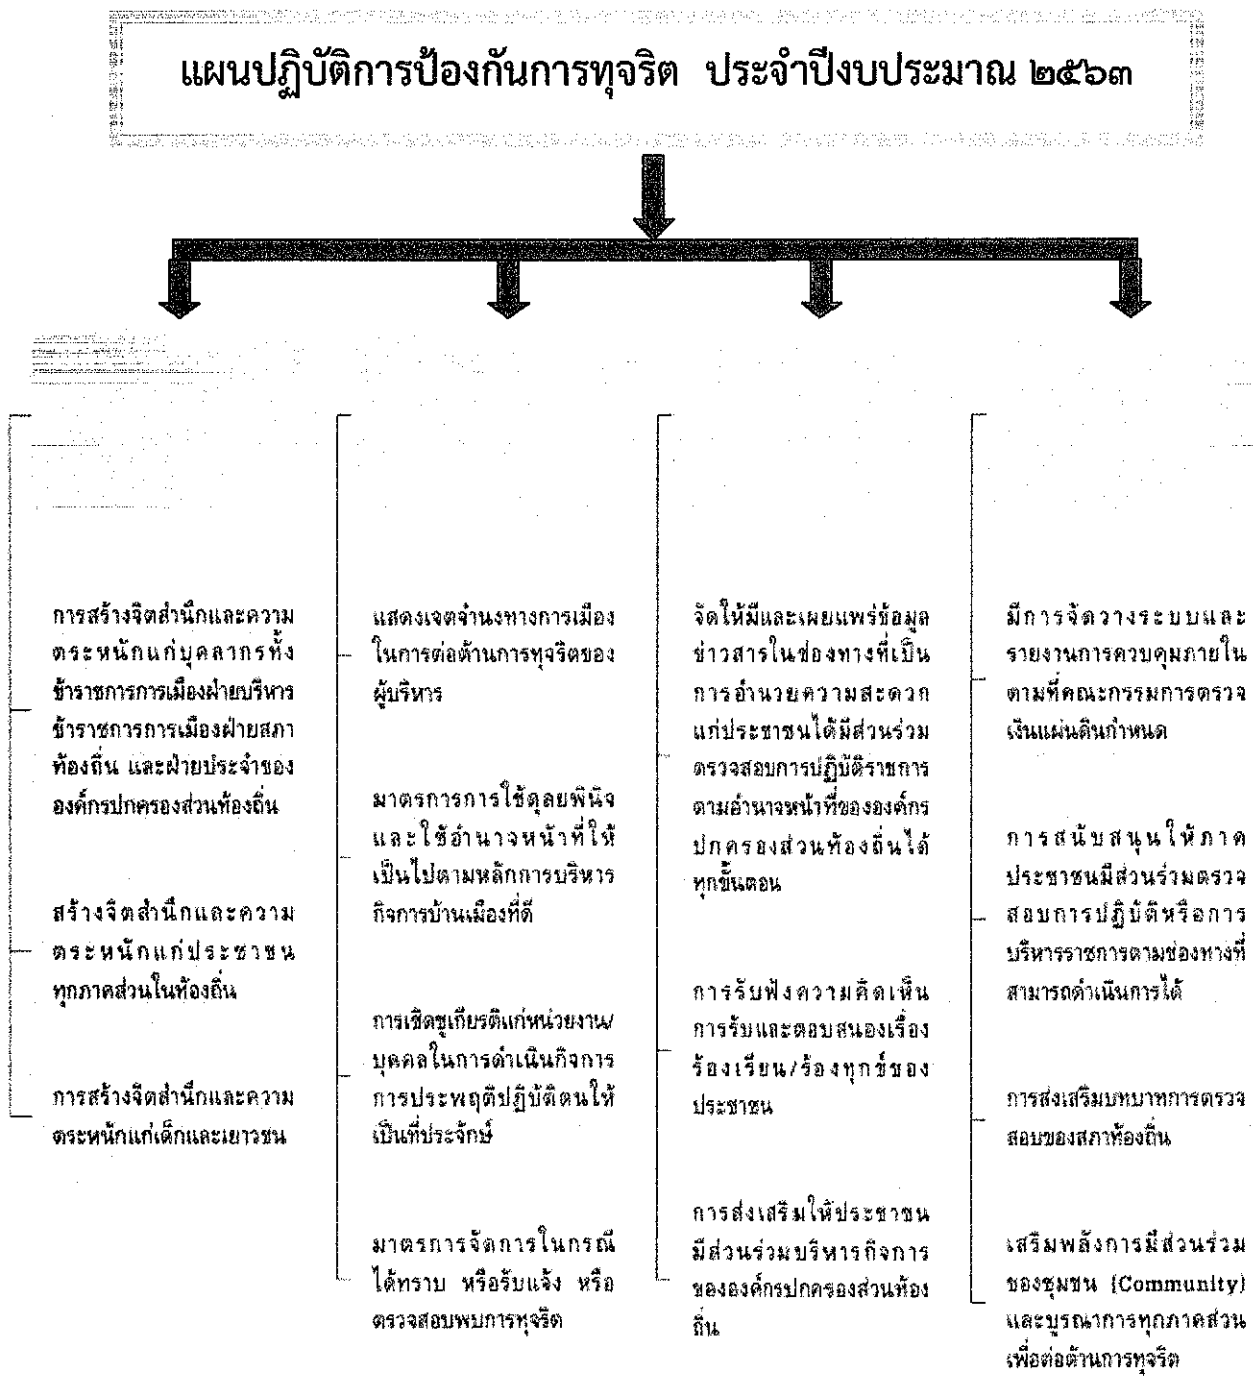 แผนปฏิบัติการป้องกันการทุจริต ประจำปีงบประมาณ ๒๕๖๓
การสร้างจิตสำนึกและความ
ตระหนักแก่บุคลากรทั้ง
ข้าราชการการเมืองฝ่ายบริหาร
ข้าราชการการเมืองฝ่ายสภา
ท้องถิ่น และฝ่ายประจำของ
องค์กรปกครองส่วนท้องถิ่น
สร้างจิตสำนึกและความ
ตระหนักแก่ประชาชน
ทุกภาคส่วนในท้องถิ่น
การสร้างจิตสำนึกและความ
ตระหนักแก่เด็กและเยาวชน
แสดงเจตจำนงทางการเมือง
ในการต่อต้านการทุจริตของ
ผู้บริหาร
มาตรการการใช้ดุลยพินิจ
และใช้อำนาจหน้าที่ให้
เป็นไปตามหลักการบริหาร
กิจการบ้านเมืองที่ดี
การเชิดชูเกียรติแก่หน่วยงาน/
บุคคลในการดำเนินกิจการ
การประพฤติปฏิบัติตนให้
เป็นที่ประจักษ์
มาตรการจัดการในกรณี
ได้ทราบ หรือรับแจ้ง หรือ
ตรวจสอบพบการทุจริต
จัดให้มีและเผยแพร่ข้อมูล
ข่าวสารในช่องทางที่เป็น
การอำนวยความสะดวก
แก่ประชาชนได้มีส่วนร่วม
ตรวจสอบการปฏิบัติราชการ
ตามอำนาจหน้าที่ขององค์กร
ปกครองส่วนท้องถิ่นได้
ทุกขั้นตอน
การรับฟังความคิดเห็น
การรับและตอบสนองเรื่อง
ร้องเรียน/ร้องทุกข์ของ
ประชาชน
การส่งเสริมให้ประชาชน
มีส่วนร่วมบริหารกิจการ
ขององค์กรปกครองส่วนท้อง
ถิ่น
มีการจัดวางระบบและ
รายงานการควบคุมภายใน
ตามที่คณะกรรมการตรวจ
เงินแผ่นดินกำหนด
การสนับสนุนให้ภาค
ประชาชนมีส่วนร่วมตรวจ
สอบการปฏิบัติหรือการ
บริหารราชการตามช่องทางที่
สามารถดำเนินการได้
การส่งเสริมบทบาทการตรวจ
สอบของสภาท้องถิ่น
เสริมพลังการมีส่วนร่วม
ของชุมชน (Community)
และบูรณาการทุกภาคส่วน
เพื่อต่อต้านการทุจริต